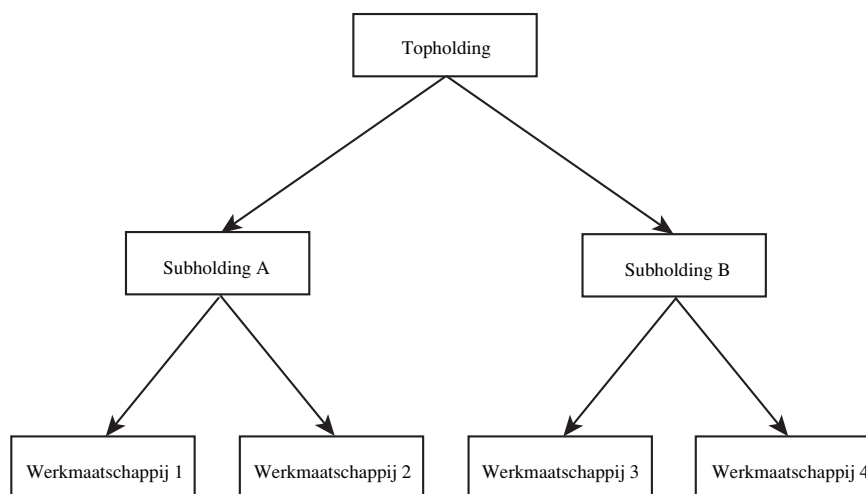 Topholding
Subholding A
Subholding B
Werkmaatschappij 1
Werkmaatschappij 2
Werkmaatschappij 3
Werkmaatschappij 4